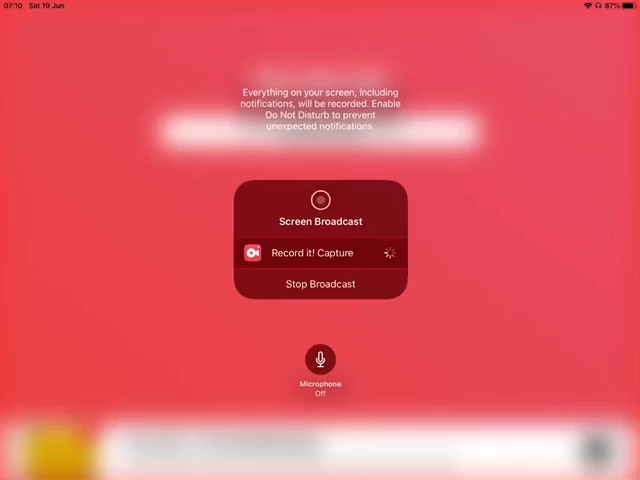 07:10 Sat 19 Jun
87%
Everything on your screen, including
notifications, will be recorded. Enable
Do Not Disturb to prevent
unexpected notifications.
Screen Broadcast
Record it! Capture
Stop Broadcast
Microphone
Off